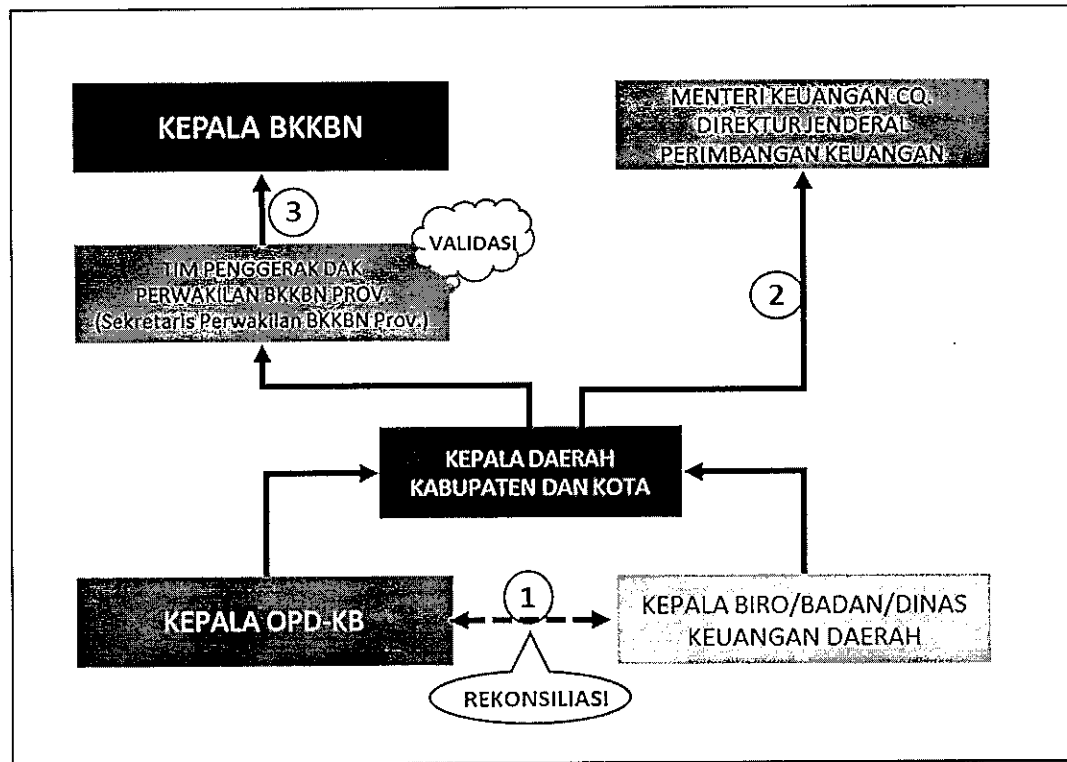 KEPALA BKKBN
MENTERI KEUANGAN CQ.
DIREKTUR JENDERAL
PERIMBANGAN KEUANGAN
3
VALIDASI
TIM PENGGERAK DAK
PERWAKILAN BKKBN PROV.
(Sekretaris Perwakilan BKKBN Prov.)
2
KEPALA DAERAH
KABUPATEN DAN KOTA
KEPALA OPD-KB
1
KEPALA BIRO/BADAN/DINAS
KEUANGAN DAERAH
REKONSILIASI